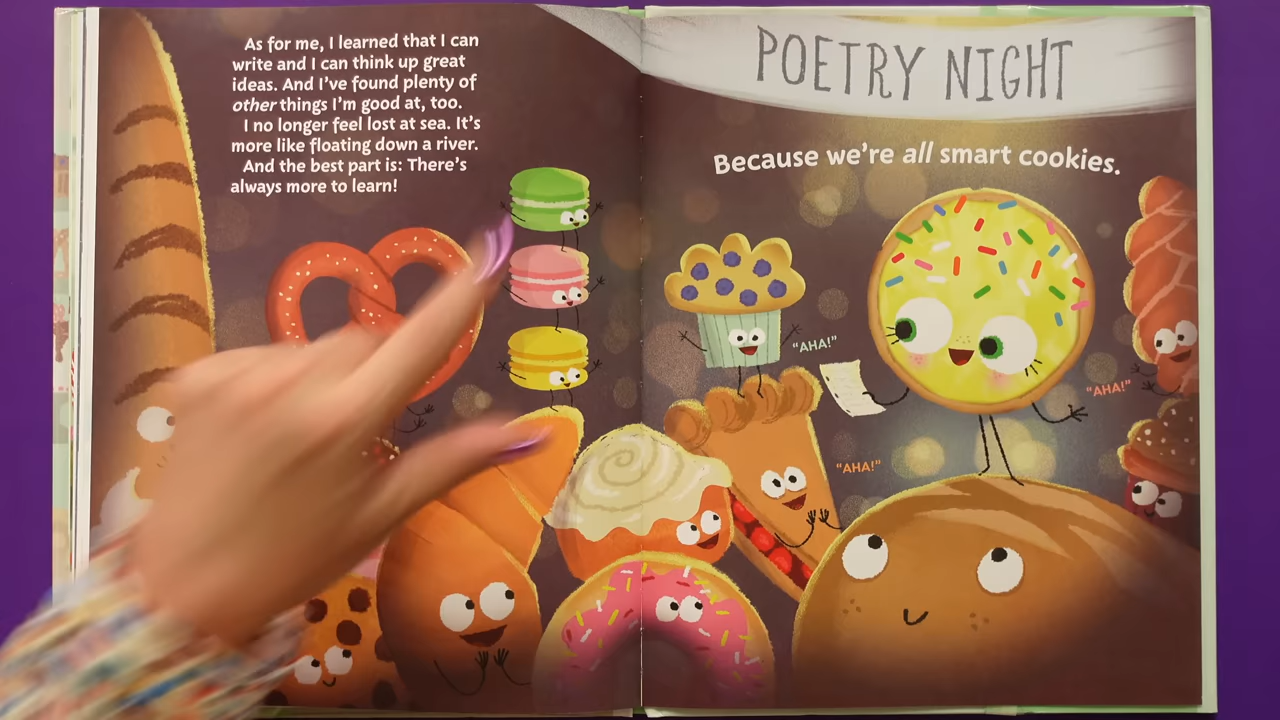 As for me, I learned that I can
write and I can think up great
ideas. And I've found plenty of
other things I'm good at, too.
I no longer feel lost at sea. It's
more like floating down a river.
And the best part is: There's
always more to learn!
POETRY NIGHT
Because we're all smart cookies.
"AHA!"
"AHA!"
"AHA!"